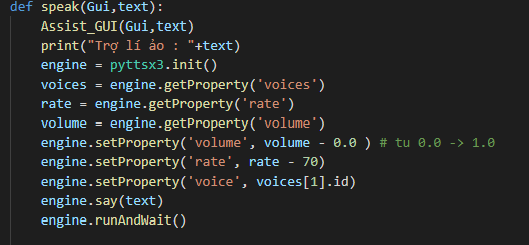 def speak(Gui,text):
    Assist_GUI(Gui,text)
    print("Trợ lí ảo : "+text)
    engine = pyttsx3.init()
    voices = engine.getProperty('voices')
    rate = engine.getProperty('rate')
    volume = engine.getProperty('volume')
    engine.setProperty('volume', volume - 0.0 ) # tu 0.0 -> 1.0
    engine.setProperty('rate', rate - 70)
    engine.setProperty('voice', voices[1].id)
    engine.say(text)
    engine.runAndWait()